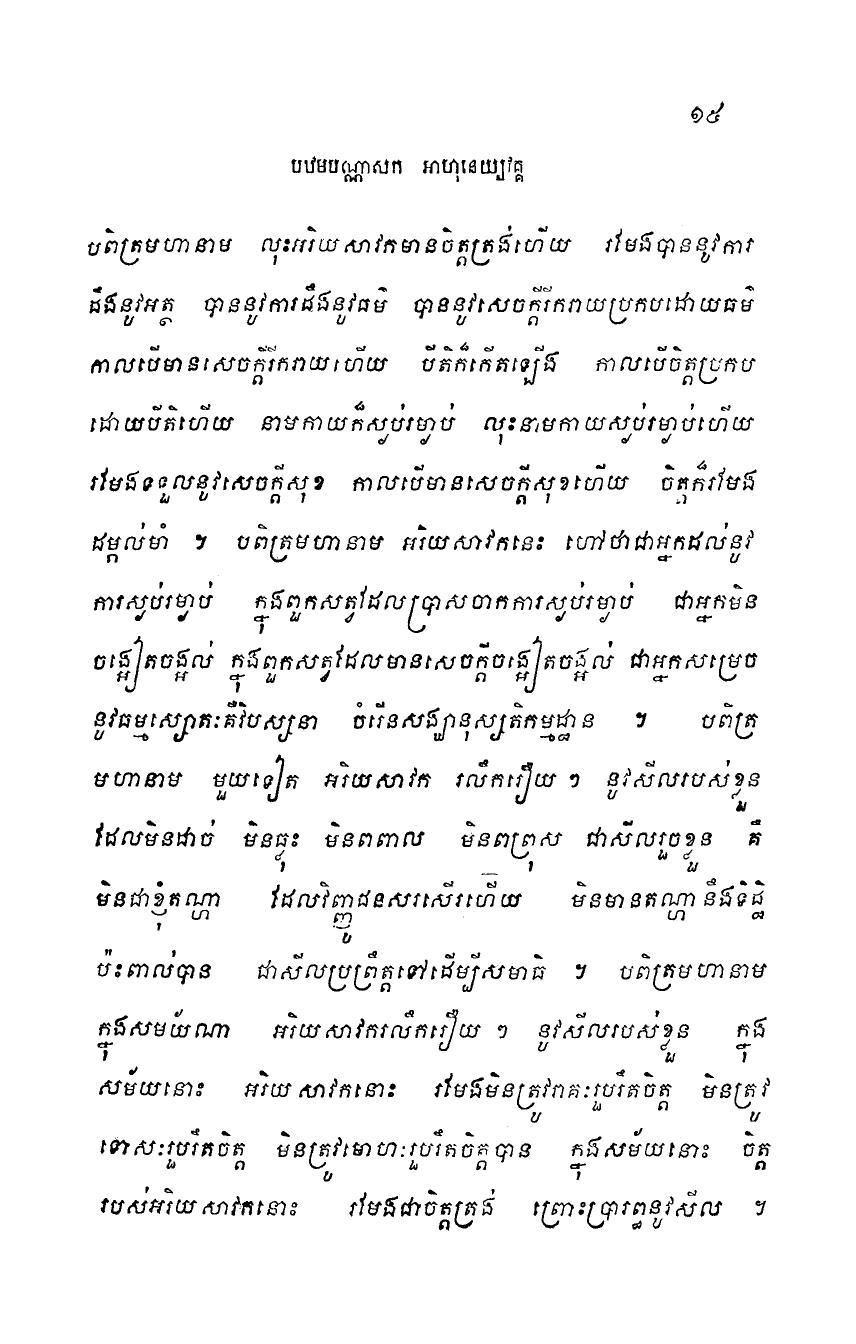 ១៥
បឋមបណ្ណាសក អាហុនេយ្យវគ្គ
បពិត្រមហានាម លុះអរិយសាវកមានចិត្តត្រង់ហើយ រមែងបាននូវការ
ដឹងនូវអត្ថ បាននូវការដឹងនូវធម៌ បាននូវសេចក្តីរីករាយប្រកបដោយធម៌
កាលបើមានសេចក្តីរីករាយហើយ បីតិក៏កើតឡើង កាលបើចិត្តប្រកប
ដោយបីតិហើយ នាមកាយក៏ស្ងប់រម្ងាប់ លុះនាមកាយស្ងប់រម្ងាប់ហើយ
រមែងទទួលនូវសេចក្តីសុខ កាលបើមានសេចក្តីសុខហើយ ចិត្តក៏រមែង
ដម្កល់មាំ ។ បពិត្រមហានាម អរិយសាវកនេះ ហៅថាជាអ្នកដល់នូវ
ការស្ងប់រម្ងាប់ ក្នុងពួកសត្វដែលប្រាសចាកការស្ងប់រម្ងាប់ ជាអ្នកមិន
ចង្អៀតចង្អល់ ក្នុងពួកសត្វដែលមានសេចក្តីចង្អៀតចង្អល់ ជាអ្នកសម្រេច
នូវធម្មស្សោតៈគឺវិបស្សនា ចំរើនសង្ឃានុស្សតិកម្មដ្ឋាន ។ បពិត្រ
មហានាម មួយទៀត អរិយសាវក រលឹករឿយ ៗ នូវសីលរបស់ខ្លួន
ដែលមិនដាច់ មិនធ្លុះ មិនពពាល មិនពព្រុស ជាសីលរួចខ្លួន គឺ
មិនជាខ្ញុំតណ្ហា ដែលវិញ្ញូជនសរសើរហើយ មិនមានតណ្ហានឹងទិដ្ឋិ
ប៉ះពាល់បាន ជាសីលប្រព្រឹត្តទៅដើម្បីសមាធិ ។ បពិត្រមហានាម
ក្នុងសមយ័ណា អរិយសាវករលឹករឿយ ៗ នូវសីលរបស់ខ្លួន ក្នុង
សម័យនោះ អរិយសាវកនោះ រមែងមិនត្រូវរាគៈរួបរឹតចិត្ត មិនត្រូវ
ទោសៈរួបរឹតចិត្ត មិនត្រូវមោហៈរួបរឹតចិត្តបាន ក្នុងសម័យនោះ ចិត្ត
របស់អរិយសាវកនោះ រមែងជាចិត្តត្រង់ ព្រោះប្រារព្ធនូវសីល ។